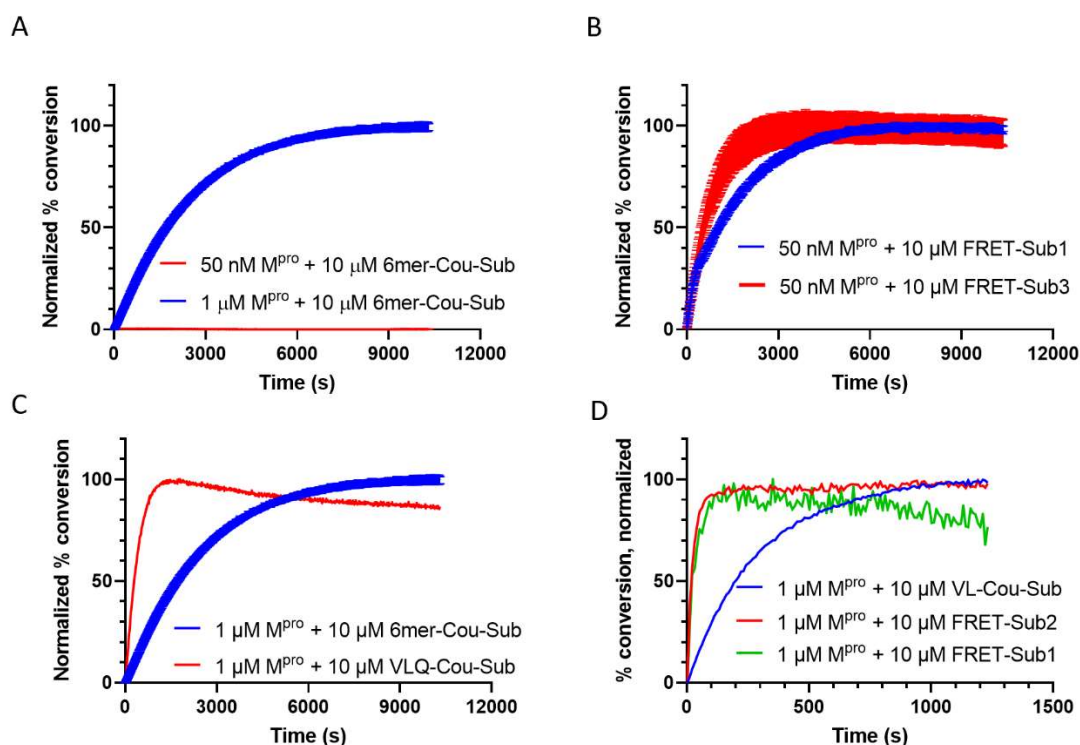 A
Normalized % conversion
100
50
0
50 nM Mᵖʳᵒ + 10 μM 6mer-Cou-Sub
1 μM Mᵖʳᵒ + 10 μM 6mer-Cou-Sub
0 3000 6000 9000 12000
Time (s)
B
Normalized % conversion
100
50
0
50 nM Mᵖʳᵒ + 10 µM FRET-Sub1
50 nM Mᵖʳᵒ + 10 µM FRET-Sub3
0 3000 6000 9000 12000
Time (s)
C
Normalized % conversion
100
50
0
1 µM Mᵖʳᵒ + 10 µM 6mer-Cou-Sub
1 µM Mᵖʳᵒ + 10 µM VLQ-Cou-Sub
0 3000 6000 9000 12000
Time (s)
D
% conversion, normalized
100
50
0
1 µM Mᵖʳᵒ + 10 µM VL-Cou-Sub
1 µM Mᵖʳᵒ + 10 µM FRET-Sub2
1 µM Mᵖʳᵒ + 10 µM FRET-Sub1
0 500 1000 1500
Time (s)